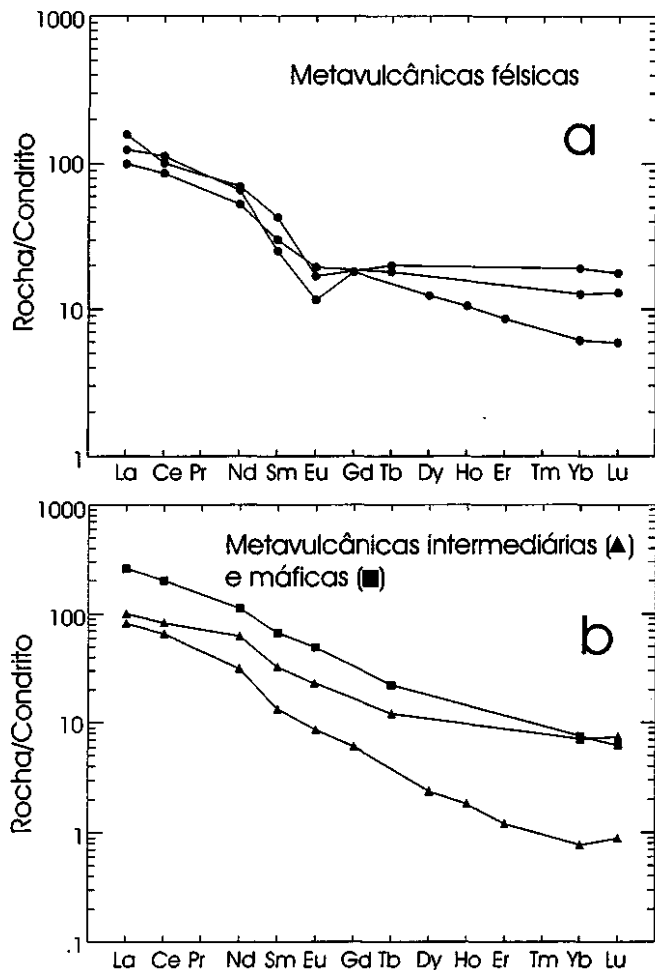 1000
Metavulcânicas félsicas
a
100
Rocha/Condrito
10
1
La Ce Pr Nd Sm Eu Gd Tb Dy Ho Er Tm Yb Lu
1000
Metavulcânicas intermediárias (▲)
e máficas (■)
b
100
Rocha/Condrito
10
1
.1
La Ce Pr Nd Sm Eu Gd Tb Dy Ho Er Tm Yb Lu